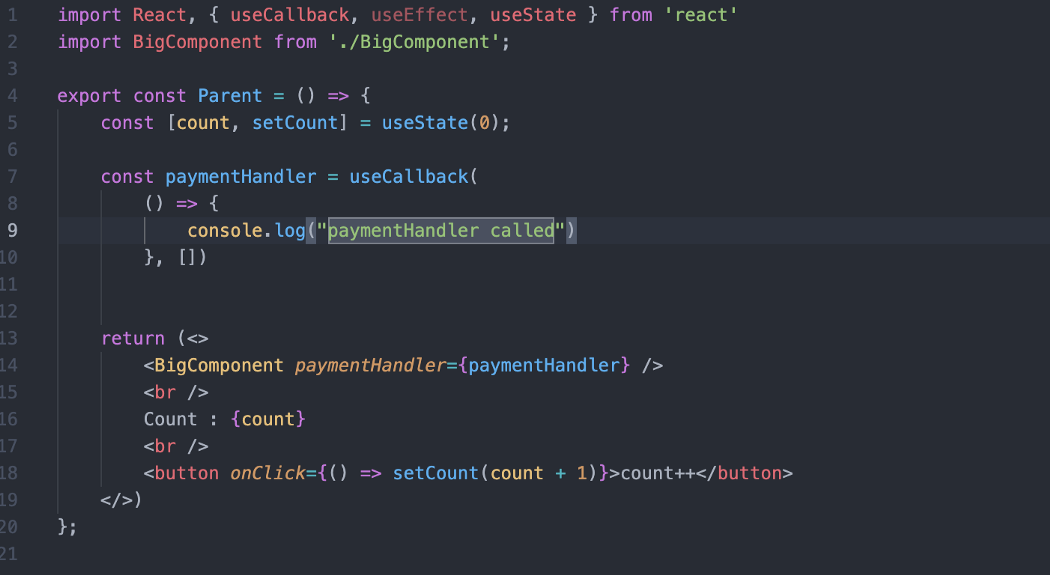 1 import React, { useCallback, useEffect, useState } from 'react'
2 import BigComponent from './BigComponent';
3
4 export const Parent = () => {
5     const [count, setCount] = useState(0);
6
7     const paymentHandler = useCallback(
8         () => {
9             console.log("paymentHandler called")
10         }, [])
11
12
13     return (<>
14         <BigComponent paymentHandler={paymentHandler} />
15         <br />
16         Count : {count}
17         <br />
18         <button onClick={() => setCount(count + 1)}>count++</button>
19     </>)
20 };
21